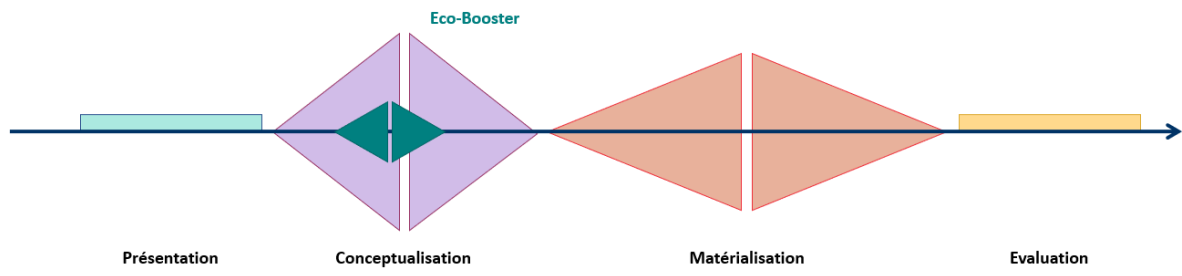 Eco-Booster
Présentation
Conceptualisation
Matérialisation
Evaluation